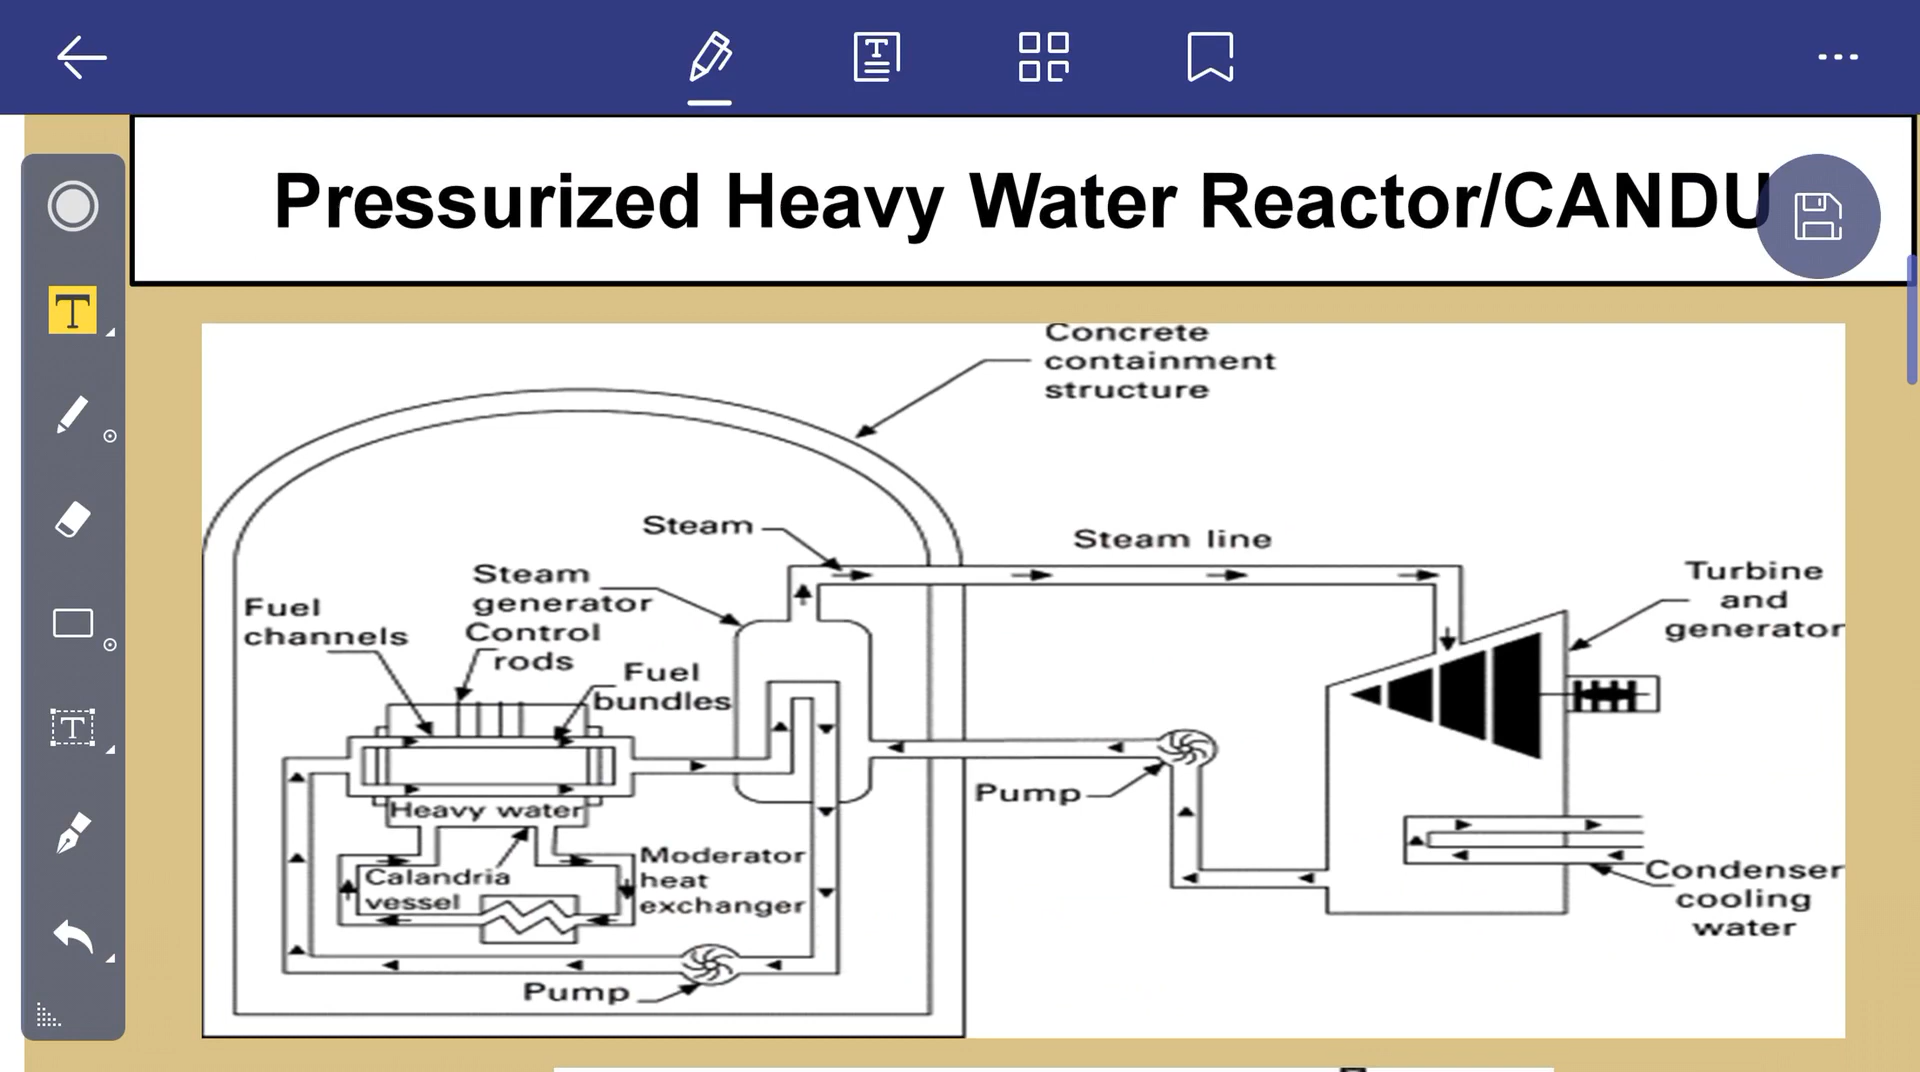 Pressurized Heavy Water Reactor/CANDU
Concrete
containment
structure
Steam
Steam line
Steam
generator
Turbine
and
generator
Fuel
channels
Control
rods
Fuel
bundles
Pump
Heavy water
Calandria
vessel
Moderator
heat
exchanger
Condenser
cooling
water
Pump